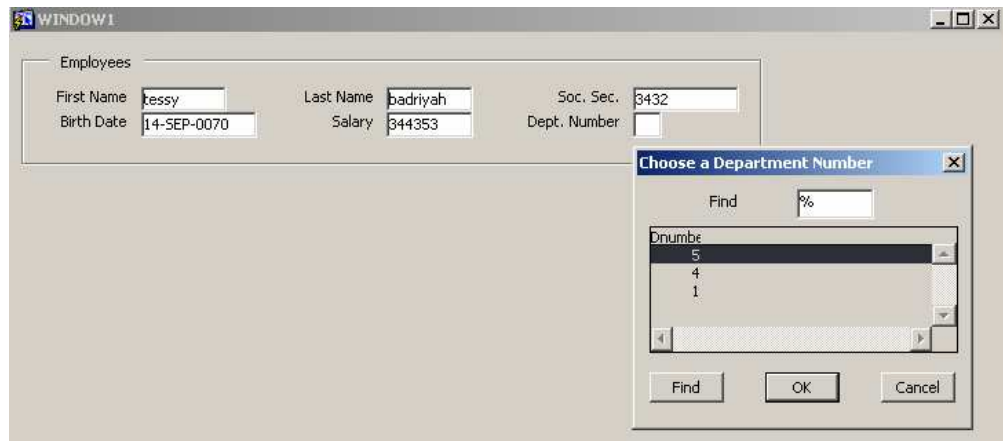 WINDOW1
Employees
First Name tessy Last Name badriyah Soc. Sec. 3432
Birth Date 14-SEP-0070 Salary 344353 Dept. Number
Choose a Department Number
Find %
Dnumbe
5
4
1
Find OK Cancel